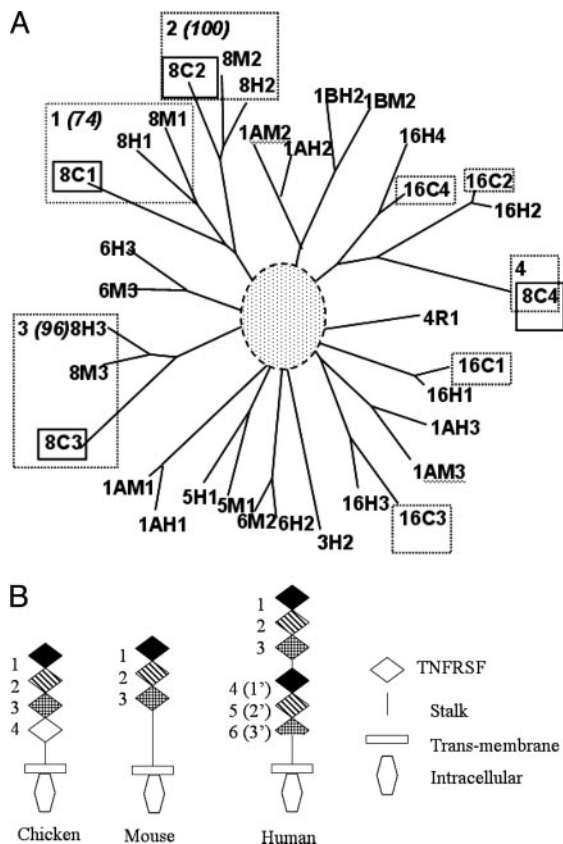 A
2 (100)
8C2
8M2
8H2
1 (74)
8M1
8H1
8C1
1AM2
1AH2
1BH2
1BM2
16H4
16C4
16C2
16H2
4
8C4
6H3
6M3
3 (96)8H3
8M3
8C3
4R1
16C1
16H1
1AH3
1AM3
16C3
16H3
3H2
6H2
6M2
5M1
5H1
1AH1
1AM1
B
1
2
3
4
Chicken
1
2
3
Mouse
1
2
3
4 (1')
5 (2')
6 (3')
Human
TNFRSF
Stalk
Trans-membrane
Intracellular